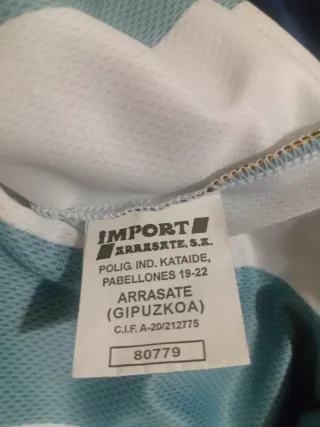 IMPORT
ARRASATE, S.A.
POLIG. IND. KATAIDE,
PABELLONES 19-22
ARRASATE
(GIPUZKOA)
C.I.F. A-20/212775
80779